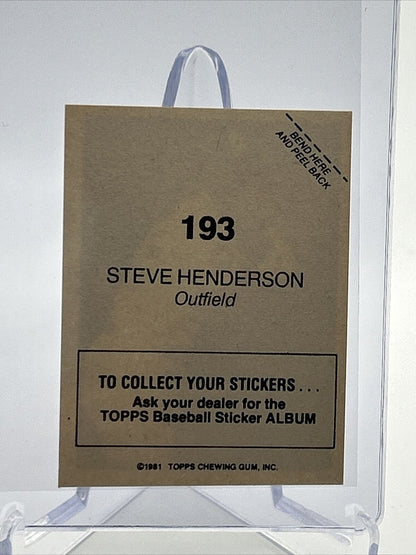 BEND HERE
AND PEEL BACK
193
STEVE HENDERSON
Outfield
TO COLLECT YOUR STICKERS . . .
Ask your dealer for the
TOPPS Baseball Sticker ALBUM
©1981 TOPPS CHEWING GUM, INC.